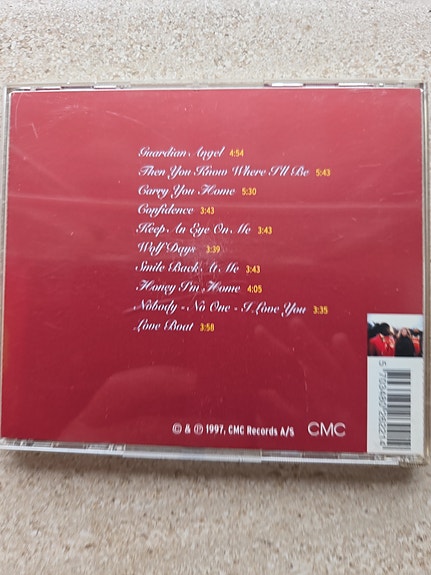 Guardian Angel 4:54
Then You Know Where I'll Be 5:43
Carry You Home 5:30
Confidence 3:43
Keep An Eye On Me 3:43
Wolf Days 3:39
Smile Back At Me 3:43
Honey I'm Home 4:05
Nobody - No One - I Love You 3:35
Love Boat 3:58
© & ℗ 1997, CMC Records A/S CMC